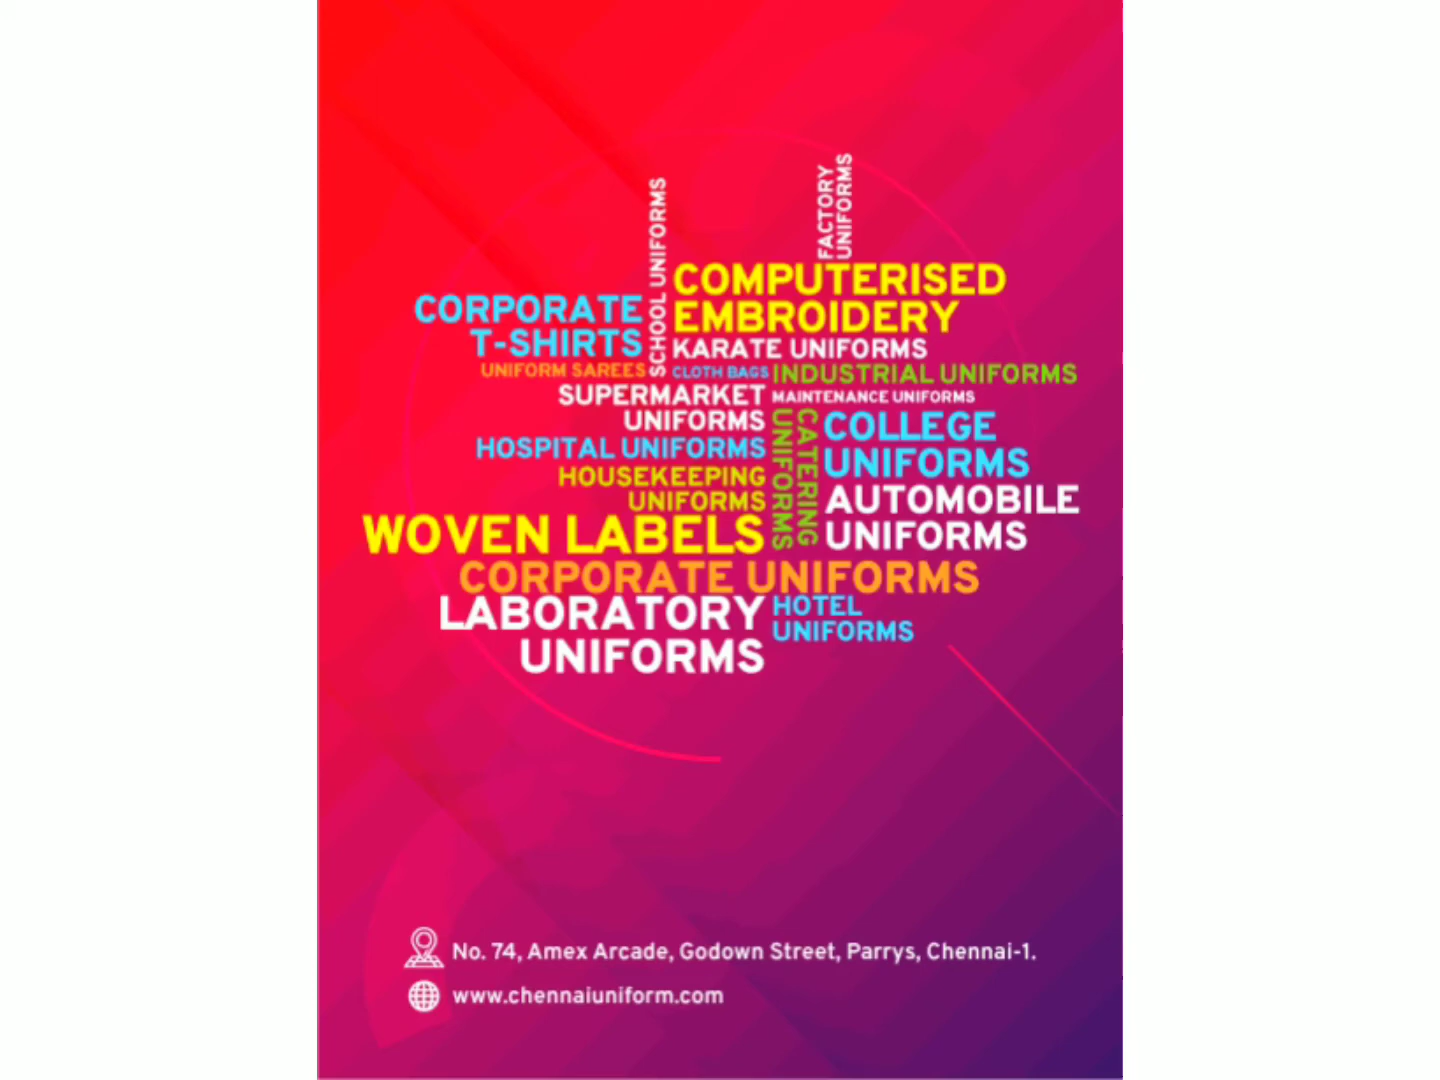 FACTORY
UNIFORMS
SCHOOL UNIFORMS
COMPUTERISED
EMBROIDERY
CORPORATE
T-SHIRTS
KARATE UNIFORMS
UNIFORM SAREES
CLOTH BAGS
INDUSTRIAL UNIFORMS
SUPERMARKET
UNIFORMS
MAINTENANCE UNIFORMS
CATERING
UNIFORMS
COLLEGE
UNIFORMS
HOSPITAL UNIFORMS
HOUSEKEEPING
UNIFORMS
AUTOMOBILE
UNIFORMS
WOVEN LABELS
CORPORATE UNIFORMS
LABORATORY
UNIFORMS
HOTEL
UNIFORMS
No. 74, Amex Arcade, Godown Street, Parrys, Chennai-1.
www.chennaiuniform.com